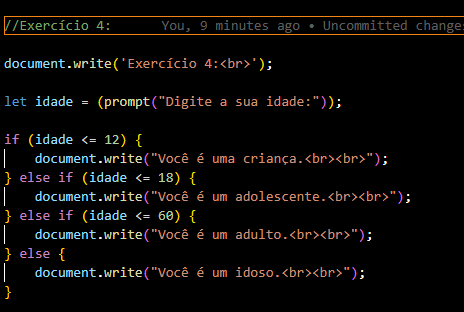 //Exercício 4:       You, 9 minutes ago • Uncommitted changes
document.write('Exercício 4:<br>');
let idade = (prompt("Digite a sua idade:"));
if (idade <= 12) {
    document.write("Você é uma criança.<br><br>");
} else if (idade <= 18) {
    document.write("Você é um adolescente.<br><br>");
} else if (idade <= 60) {
    document.write("Você é um adulto.<br><br>");
} else {
    document.write("Você é um idoso.<br><br>");
}